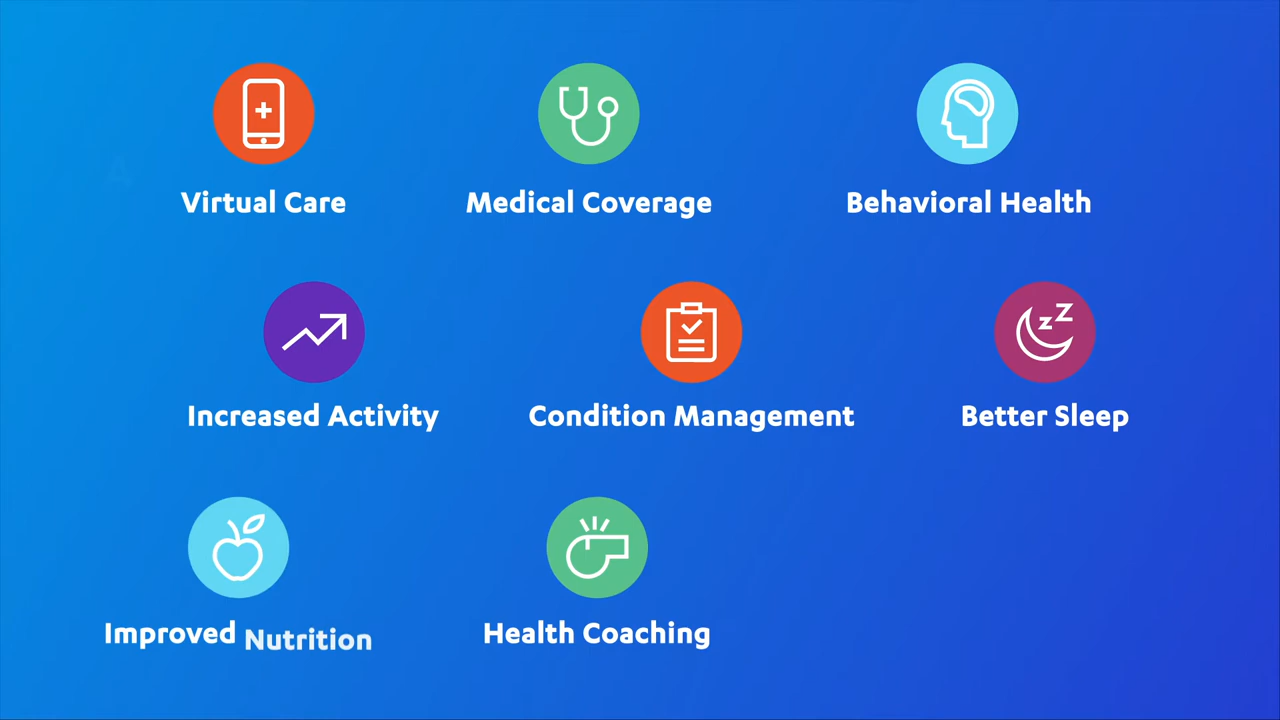 Virtual Care
Medical Coverage
Behavioral Health
Increased Activity
Condition Management
Better Sleep
Improved Nutrition
Health Coaching